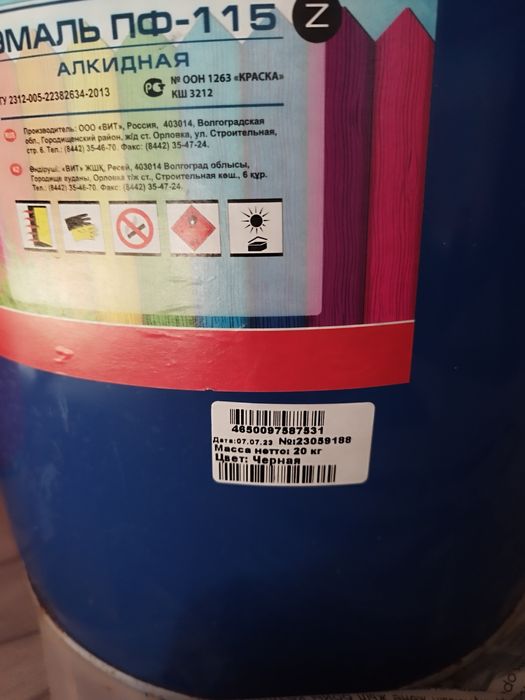 ЭМАЛЬ ПФ-115 Z
АЛКИДНАЯ
ТУ 2312-005-22382634-2013
№ ООН 1263 «КРАСКА»
КШ 3212
Производитель: ООО «ВИТ», Россия, 403014, Волгоградская
обл., Городищенский район, ж/д ст. Орловка, ул. Строительная,
стр. 6. Тел.: (8442) 35-46-70. Факс: (8442) 35-47-24.
Өндіруші: «ВИТ» ЖШҚ, Ресей, 403014 Волгоград облысы,
Городище ауданы, Орловка т/ж ст., Строительная көш., 6 құр.
Тел.: (8442) 35-46-70. Факс: (8442) 35-47-24.
4650097587531
Дата:07.07.23 №:23059188
Масса нетто: 20 кг
Цвет: Черная